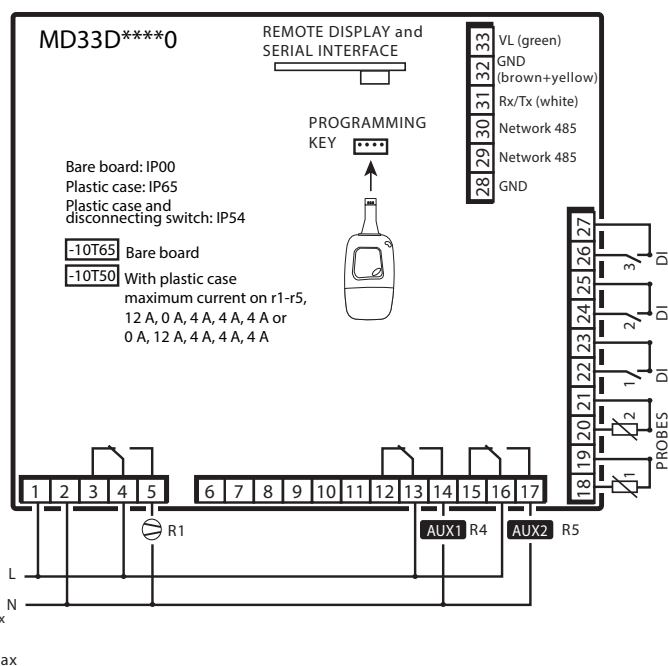 MD33D****0
REMOTE DISPLAY and
SERIAL INTERFACE
PROGRAMMING
KEY
33 VL (green)
32 GND
(brown+yellow)
31 Rx/Tx (white)
30 Network 485
29 Network 485
28 GND
Bare board: IP00
Plastic case: IP65
Plastic case and
disconnecting switch: IP54
-10T65 Bare board
-10T50 With plastic case
maximum current on r1-r5,
12 A, 0 A, 4 A, 4 A, 4 A or
0 A, 12 A, 4 A, 4 A, 4 A
27
26 3 DI
25
24 2 DI
23
22 1 DI
21
20 2
19
18 1
PROBES
1 2 3 4 5 6 7 8 9 10 11 12 13 14 15 16 17
R1 AUX1 R4 AUX2 R5
L
N
x
ax